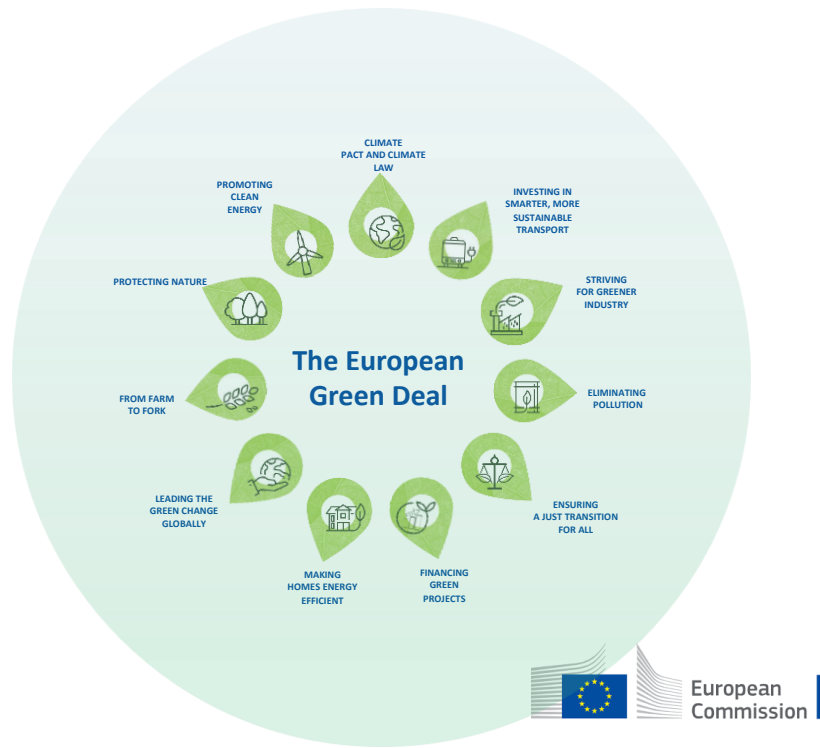 CLIMATE
PACT AND CLIMATE
LAW
PROMOTING
CLEAN
ENERGY
INVESTING IN
SMARTER, MORE
SUSTAINABLE
TRANSPORT
PROTECTING NATURE
STRIVING
FOR GREENER
INDUSTRY
The European
Green Deal
FROM FARM
TO FORK
ELIMINATING
POLLUTION
LEADING THE
GREEN CHANGE
GLOBALLY
ENSURING
A JUST TRANSITION
FOR ALL
MAKING
HOMES ENERGY
EFFICIENT
FINANCING
GREEN
PROJECTS
European
Commission